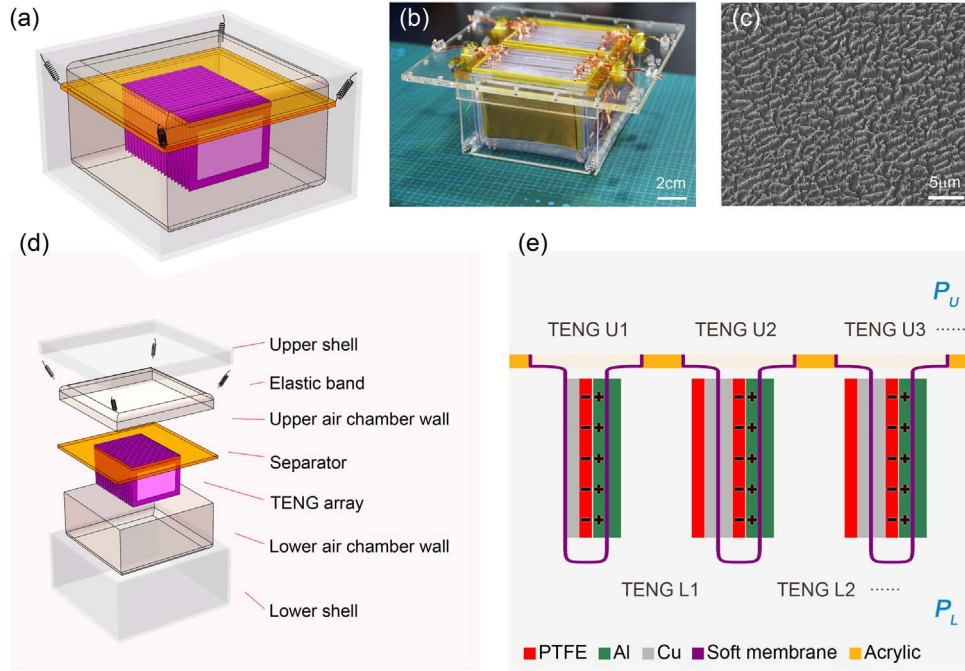 (a)
(b)
2cm
(c)
5μm
(d)
Upper shell
Elastic band
Upper air chamber wall
Separator
TENG array
Lower air chamber wall
Lower shell
(e)
P_U
TENG U1 TENG U2 TENG U3 ······
TENG L1 TENG L2 ······
P_L
PTFE Al Cu Soft membrane Acrylic